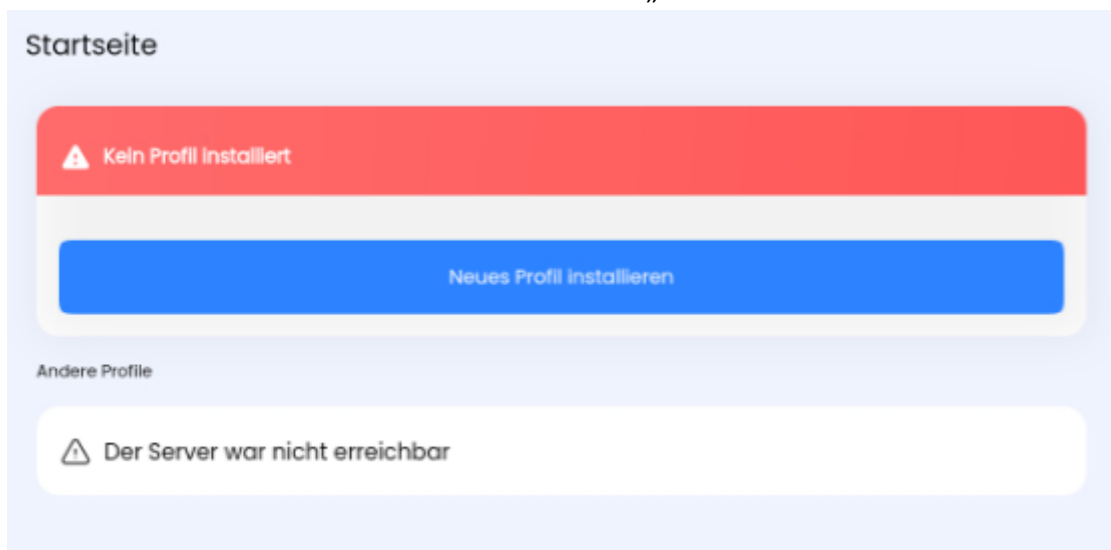 „
Startseite
Kein Profil installiert
Neues Profil installieren
Andere Profile
Der Server war nicht erreichbar